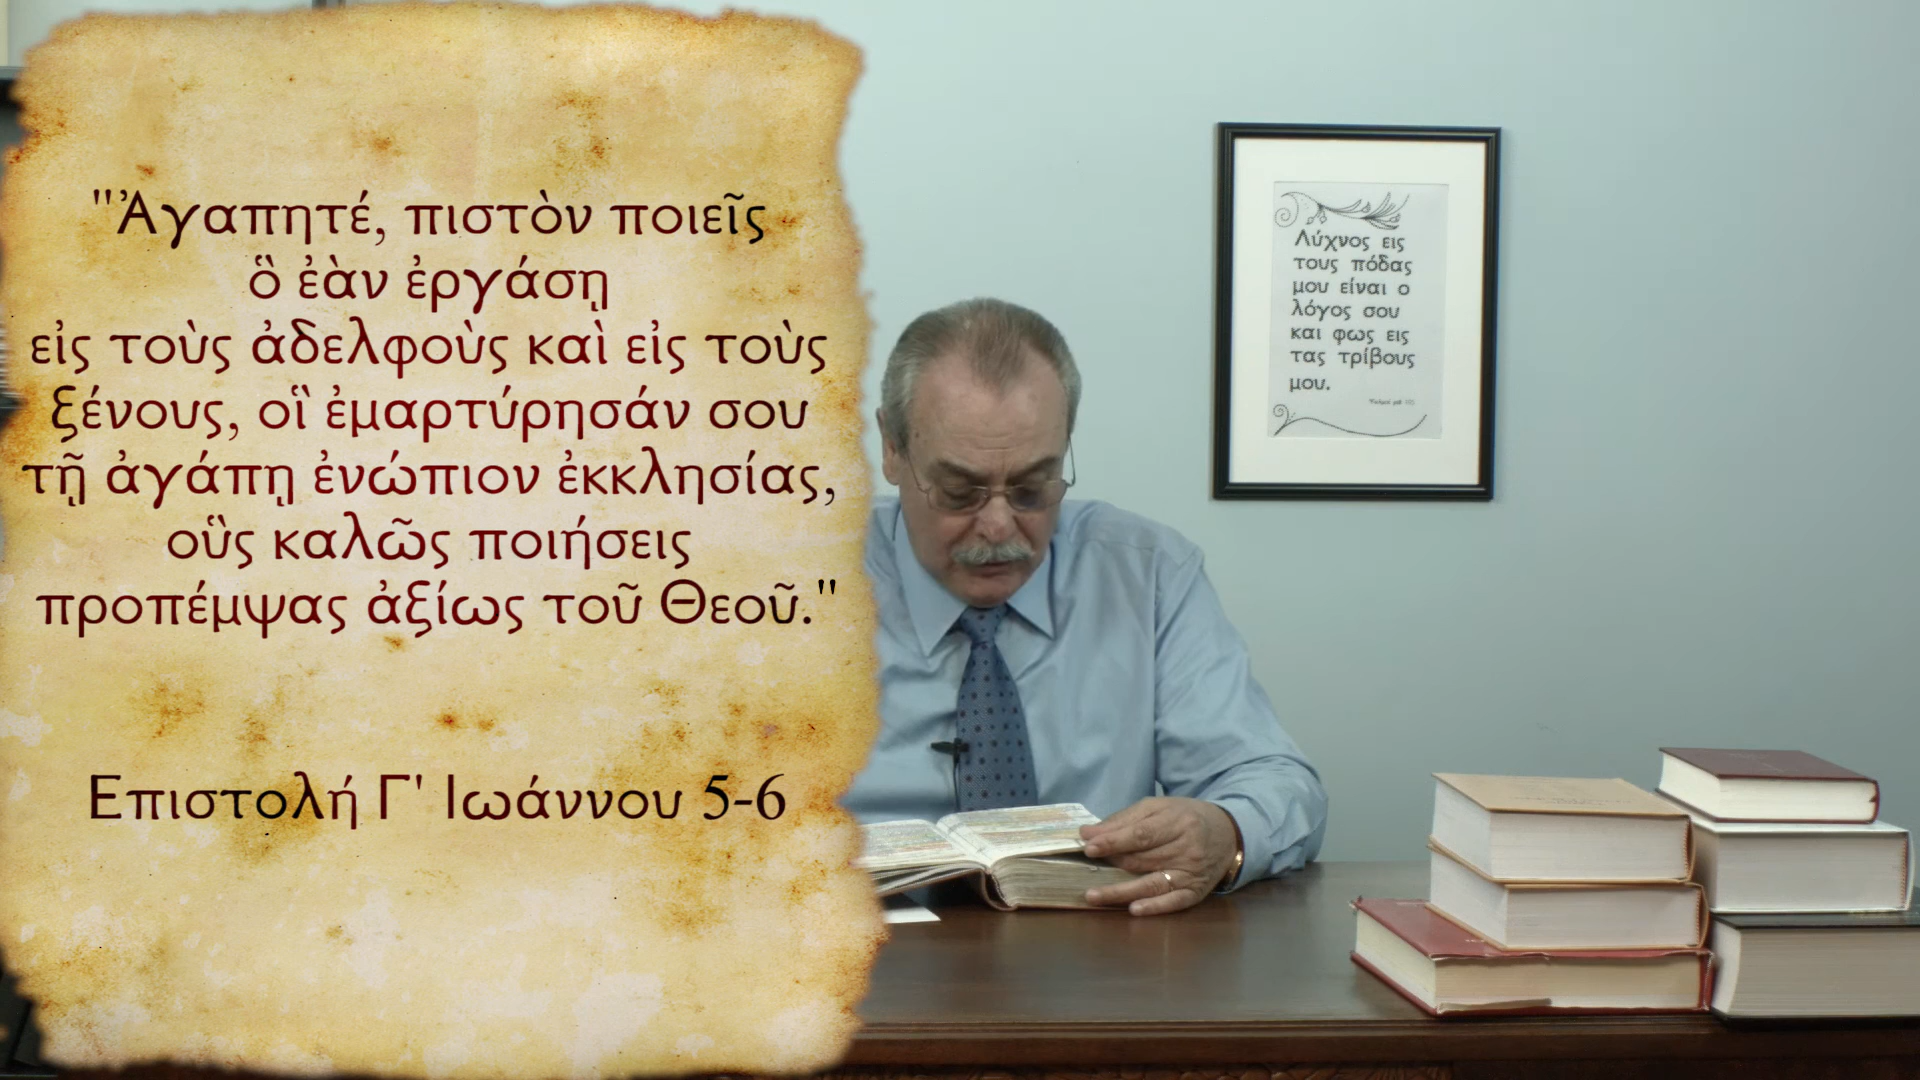 "Ἀγαπητέ, πιστὸν ποιεῖς
ὃ ἐὰν ἐργάσῃ
εἰς τοὺς ἀδελφοὺς καὶ εἰς τοὺς
ξένους, οἳ ἐμαρτύρησάν σου
τῇ ἀγάπῃ ἐνώπιον ἐκκλησίας,
οὓς καλῶς ποιήσεις
προπέμψας ἀξίως τοῦ Θεοῦ."
Επιστολή Γ' Ιωάννου 5-6
Λύχνος εις
τους πόδας
μου είναι ο
λόγος σου
και φως εις
τας τρίβους
μου.